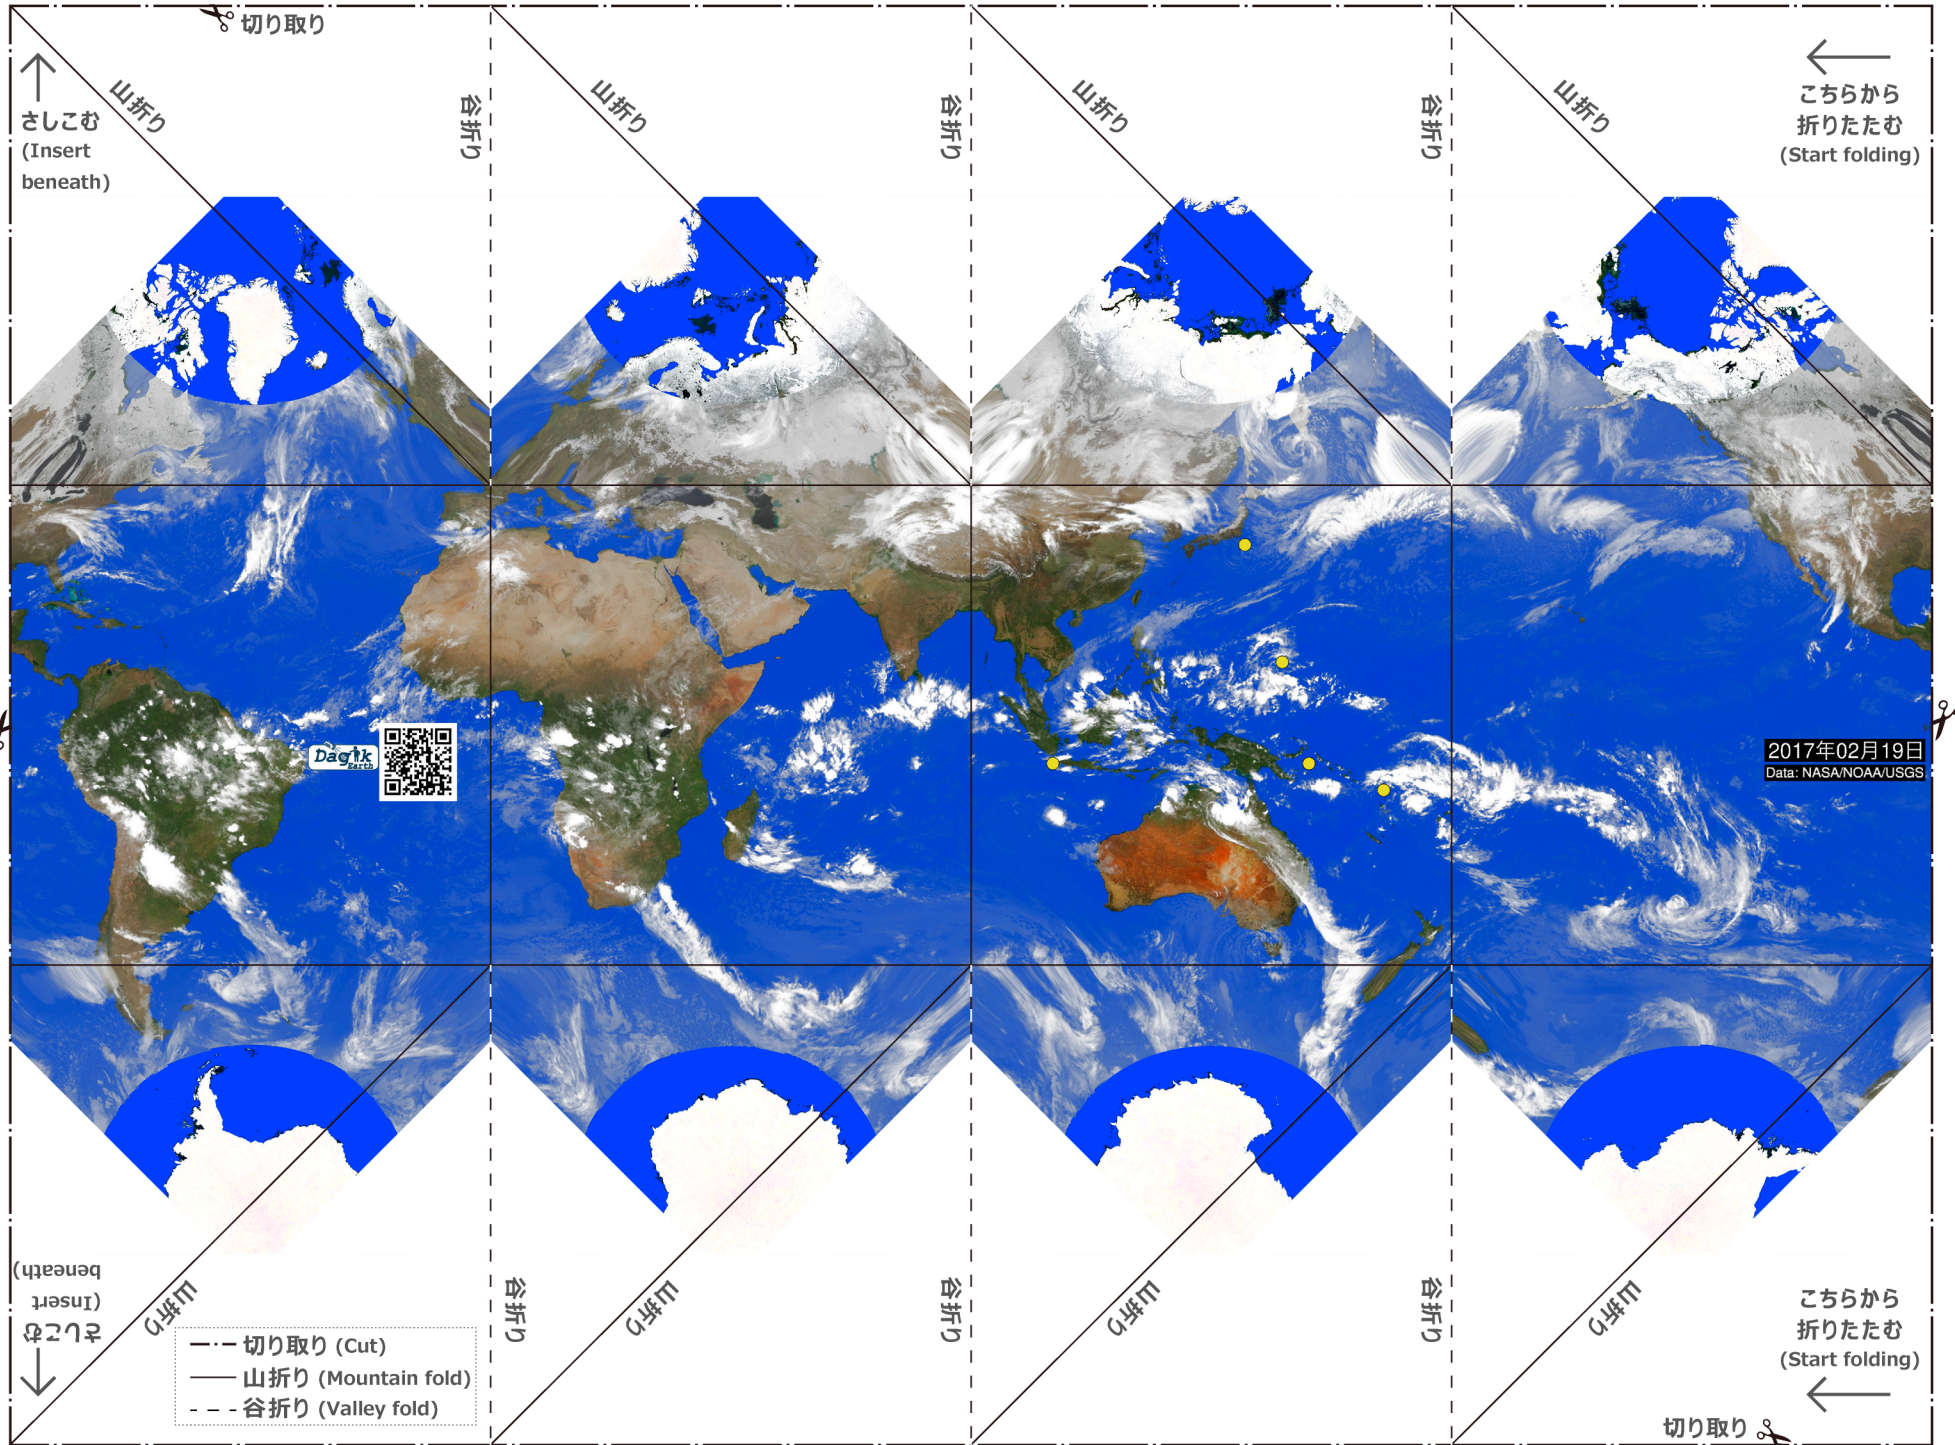 切り取り
さしこむ
(Insert
beneath)
山折り
谷折り
山折り
谷折り
山折り
谷折り
山折り
こちらから
折りたたむ
(Start folding)
Dagik
Earth
2017年02月19日
Data: NASA/NOAA/USGS
さしこむ
(Insert
beneath)
山折り
谷折り
山折り
谷折り
山折り
谷折り
山折り
こちらから
折りたたむ
(Start folding)
切り取り (Cut)
山折り (Mountain fold)
谷折り (Valley fold)
切り取り